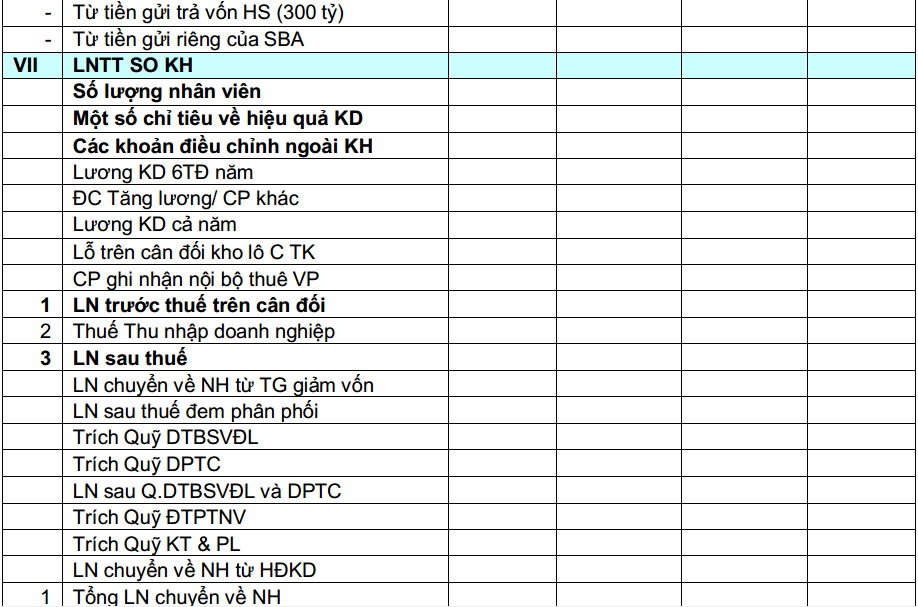 - Từ tiền gửi trả vốn HS (300 tỷ)
- Từ tiền gửi riêng của SBA
VII LNTT SO KH
Số lượng nhân viên
Một số chỉ tiêu về hiệu quả KD
Các khoản điều chỉnh ngoài KH
Lương KD 6TĐ năm
ĐC Tăng lương/ CP khác
Lương KD cả năm
Lỗ trên cân đối kho lô C TK
CP ghi nhận nội bộ thuê VP
1 LN trước thuế trên cân đối
2 Thuế Thu nhập doanh nghiệp
3 LN sau thuế
LN chuyển về NH từ TG giảm vốn
LN sau thuế đem phân phối
Trích Quỹ DTBSVĐL
Trích Quỹ DPTC
LN sau Q.DTBSVĐL và DPTC
Trích Quỹ ĐTPTNV
Trích Quỹ KT & PL
LN chuyển về NH từ HĐKD
1 Tổng LN chuyển về NH